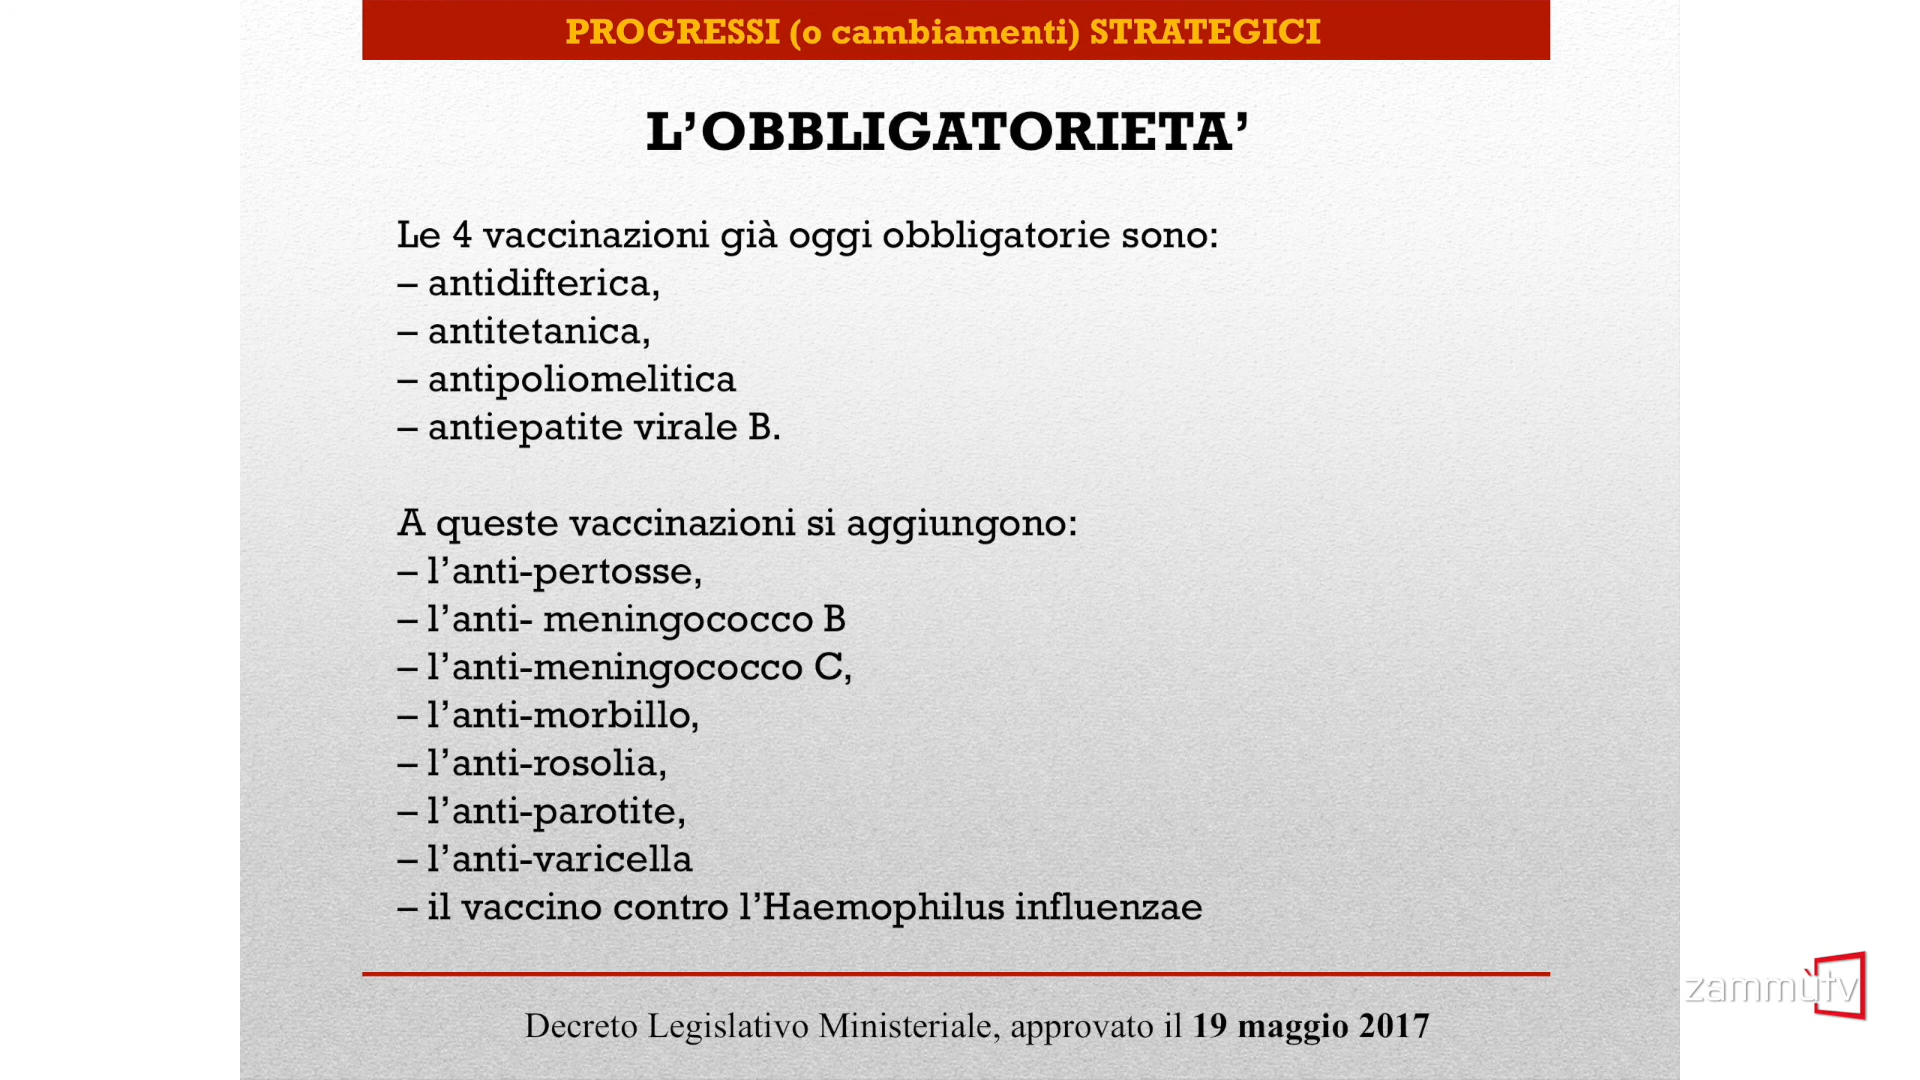 PROGRESSI (o cambiamenti) STRATEGICI
L’OBBLIGATORIETA’
Le 4 vaccinazioni già oggi obbligatorie sono:
– antidifterica,
– antitetanica,
– antipoliomelitica
– antiepatite virale B.
A queste vaccinazioni si aggiungono:
– l’anti-pertosse,
– l’anti- meningococco B
– l’anti-meningococco C,
– l’anti-morbillo,
– l’anti-rosolia,
– l’anti-parotite,
– l’anti-varicella
– il vaccino contro l’Haemophilus influenzae
Decreto Legislativo Ministeriale, approvato il 19 maggio 2017
zammùtv